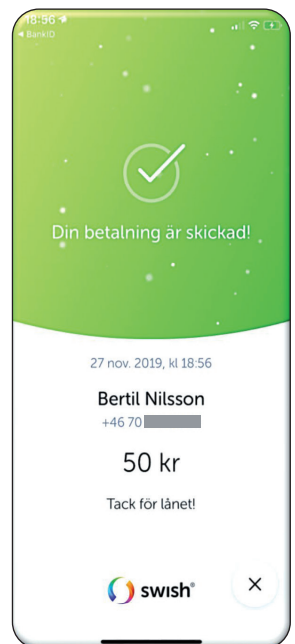 18:56
◀ BankID
Din betalning är skickad!
27 nov. 2019, kl 18:56
Bertil Nilsson
+46 70
50 kr
Tack för lånet!
swish®